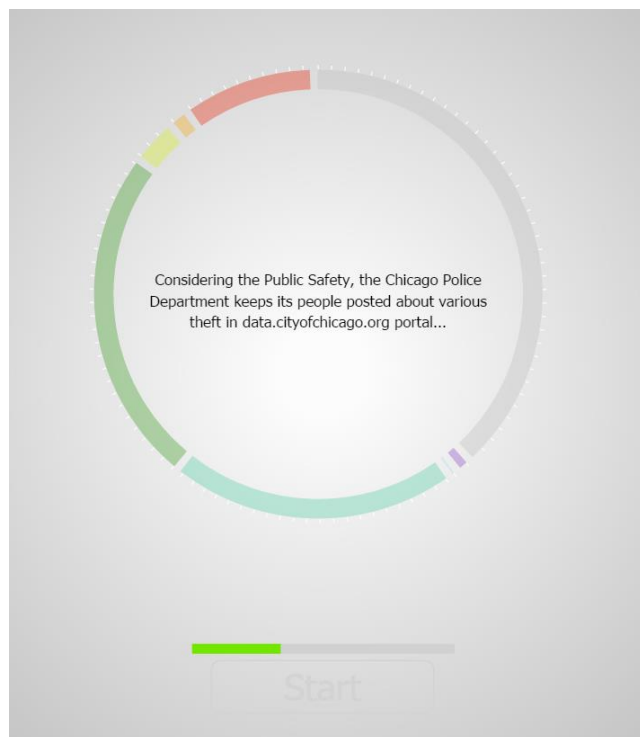 Considering the Public Safety, the Chicago Police
Department keeps its people posted about various
theft in data.cityofchicago.org portal...
Start